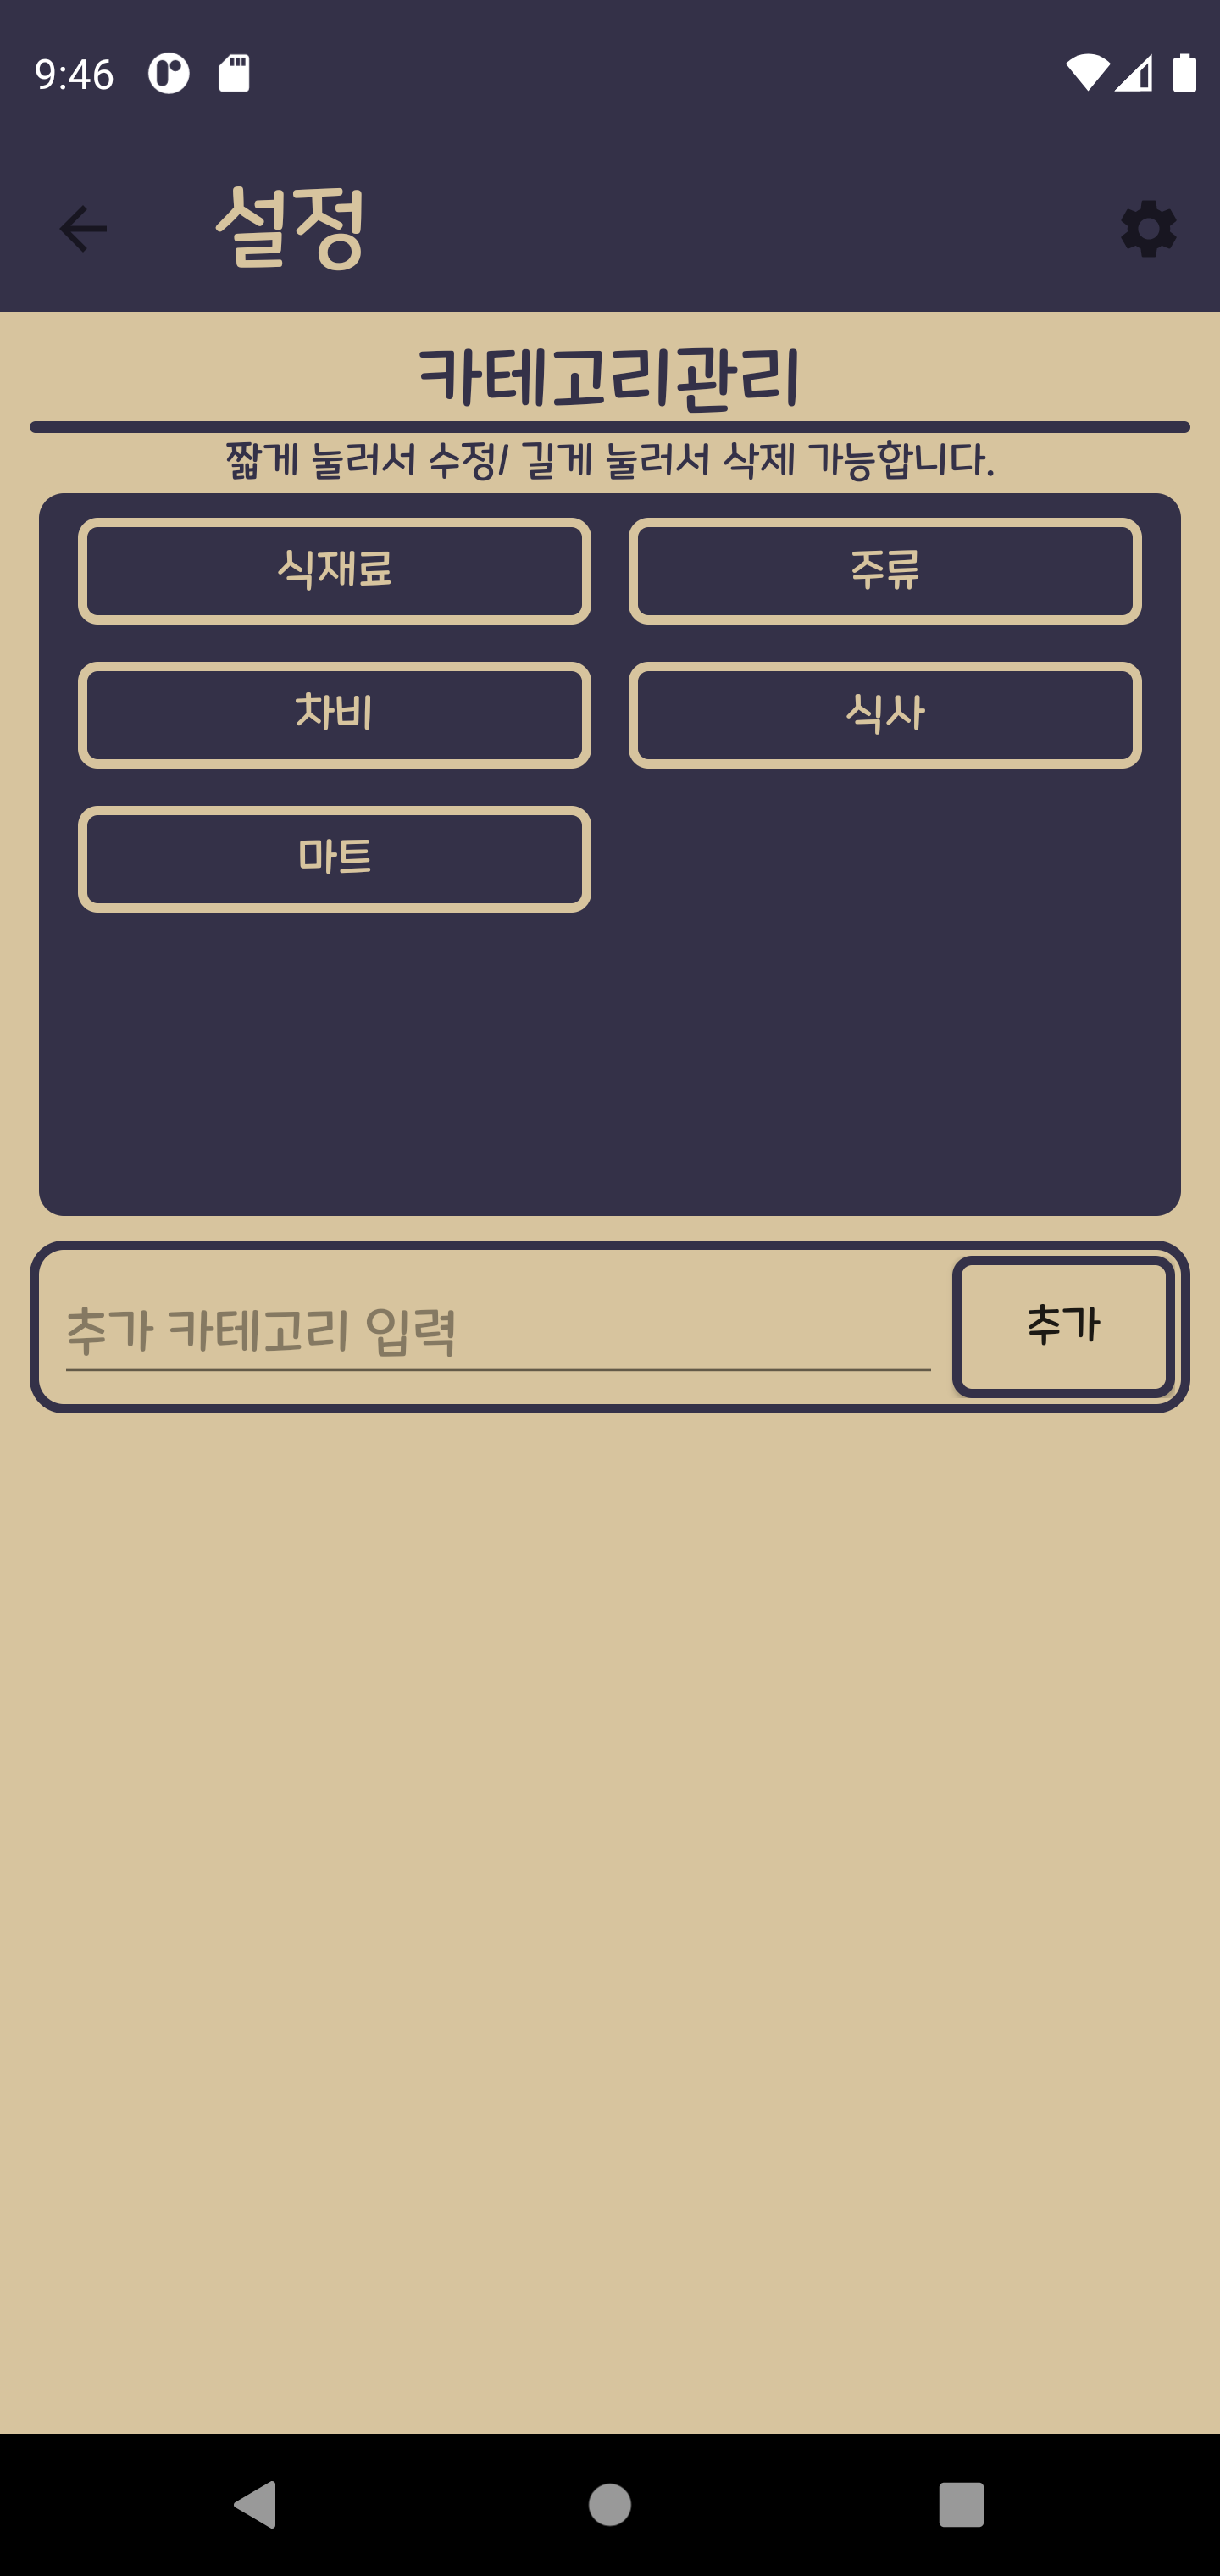 9:46
설정
카테고리관리
짧게 눌러서 수정/ 길게 눌러서 삭제 가능합니다.
식재료 주류
차비 식사
마트
추가 카테고리 입력 추가